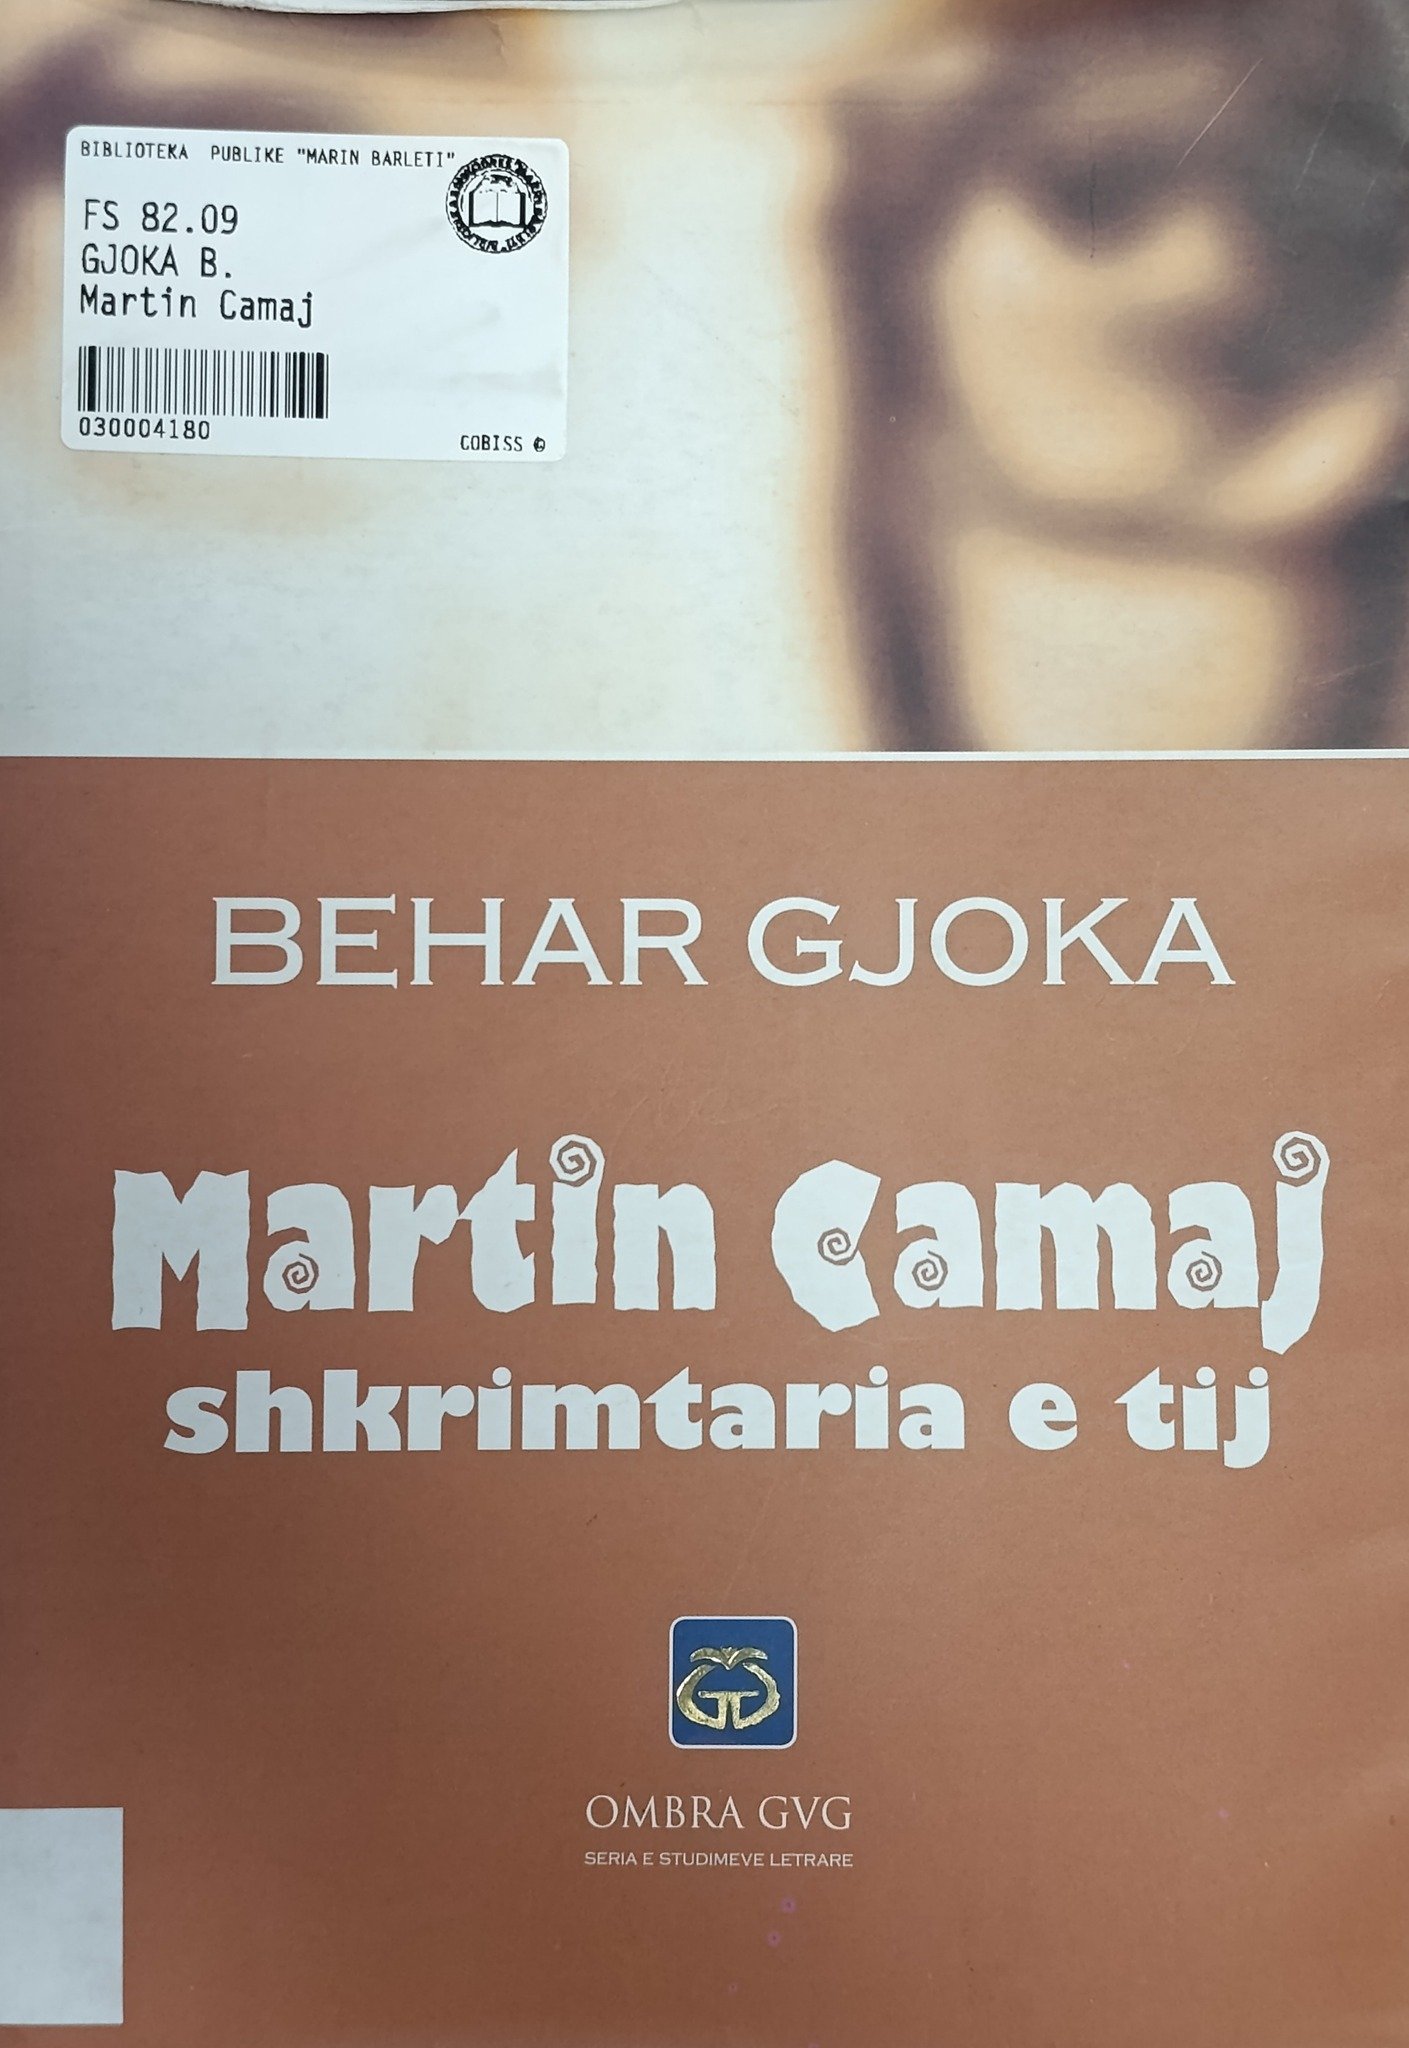 BIBLIOTEKA PUBLIKE "MARIN BARLETI"
FS 82.09
GJOKA B.
Martin Camaj
030004180
COBISS
BEHAR GJOKA
Martin Camaj
shkrimtaria e tij
OMBRA GVG
SERIA E STUDIMEVE LETRARE